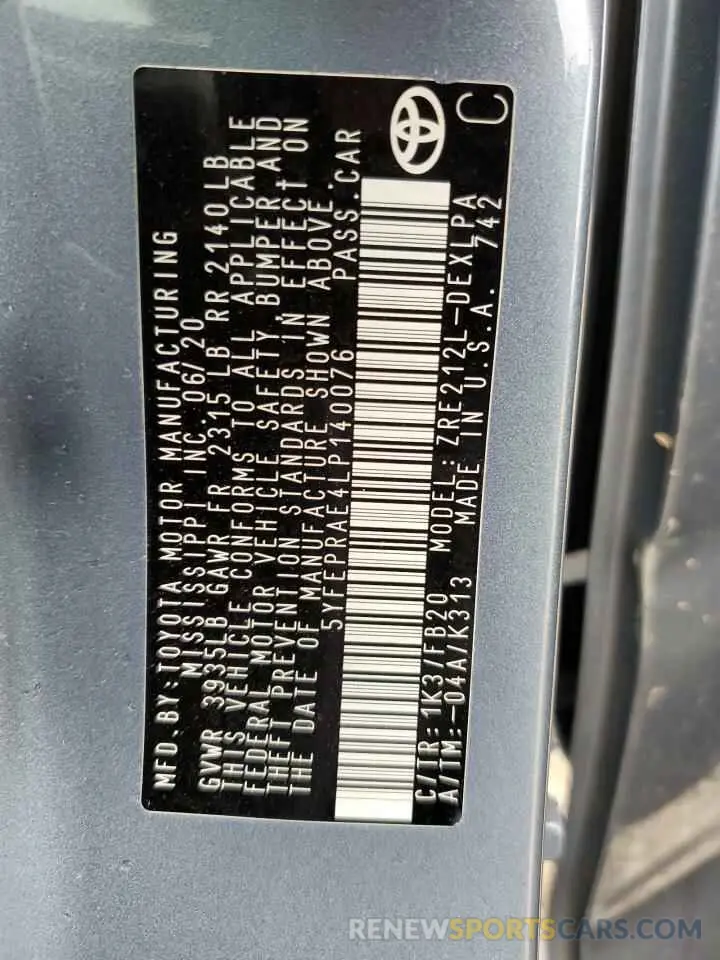 MFD. BY: TOYOTA MOTOR MANUFACTURING
MISSISSIPPI INC. 06/20
GVWR 3935LB GAWR FR 2315 LB RR 2140LB
THIS VEHICLE CONFORMS TO ALL APPLICABLE
FEDERAL MOTOR VEHICLE SAFETY, BUMPER AND
THEFT PREVENTION STANDARDS IN EFFECT ON
THE DATE OF MANUFACTURE SHOWN ABOVE.
5YFEPRAE4LP140076 PASS. CAR
C/TR: 1K3/FB20 MODEL: ZRE212L-DEXLPA
A/TM:-04A/K313 MADE IN U.S.A. 742
C
RENEWSPORTSCARS.COM